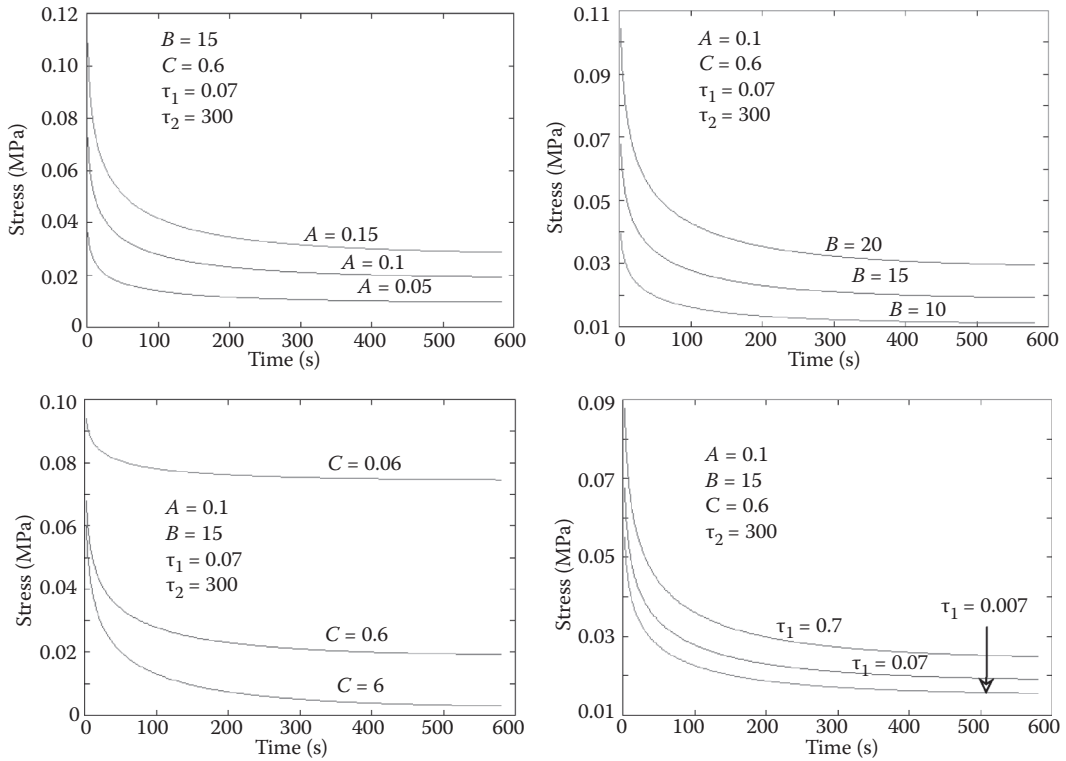 0.12
0.10
0.08
0.06
0.04
0.02
0
Stress (MPa)
B = 15
C = 0.6
τ1 = 0.07
τ2 = 300
A = 0.15
A = 0.1
A = 0.05
0 100 200 300 400 500 600
Time (s)
0.11
0.09
0.07
0.05
0.03
0.01
Stress (MPa)
A = 0.1
C = 0.6
τ1 = 0.07
τ2 = 300
B = 20
B = 15
B = 10
0 100 200 300 400 500 600
Time (s)
0.10
0.08
0.06
0.04
0.02
0
Stress (MPa)
C = 0.06
A = 0.1
B = 15
τ1 = 0.07
τ2 = 300
C = 0.6
C = 6
0 100 200 300 400 500 600
Time (s)
0.09
0.07
0.05
0.03
0.01
Stress (MPa)
A = 0.1
B = 15
C = 0.6
τ2 = 300
τ1 = 0.007
τ1 = 0.7
τ1 = 0.07
0 100 200 300 400 500 600
Time (s)